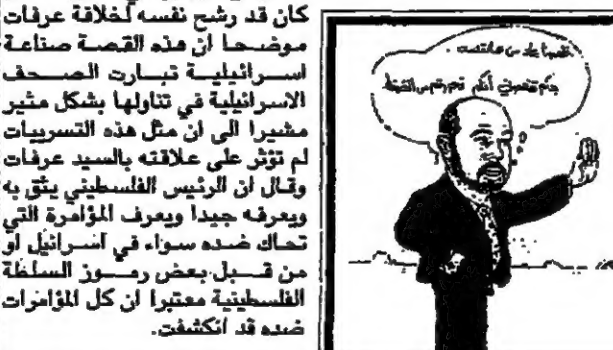 كان قد رشح نفسه لخلافة عرفات
موضحا ان هذه القصة صناعة
اسرائيلية تبارت الصحف
الاسرائيلية في تناولها بشكل مثير
مشيرا الى ان مثل هذه التسريبات
لم تؤثر على علاقته بالسيد عرفات
وقال ان الرئيس الفلسطيني يثق به
ويعرفه جيدا ويعرف المؤامرة التي
تحاك ضده سواء في اسرائيل او
من قبل بعض رموز السلطة
الفلسطينية معتبرا ان كل المؤامرات
ضده قد انكشفت.